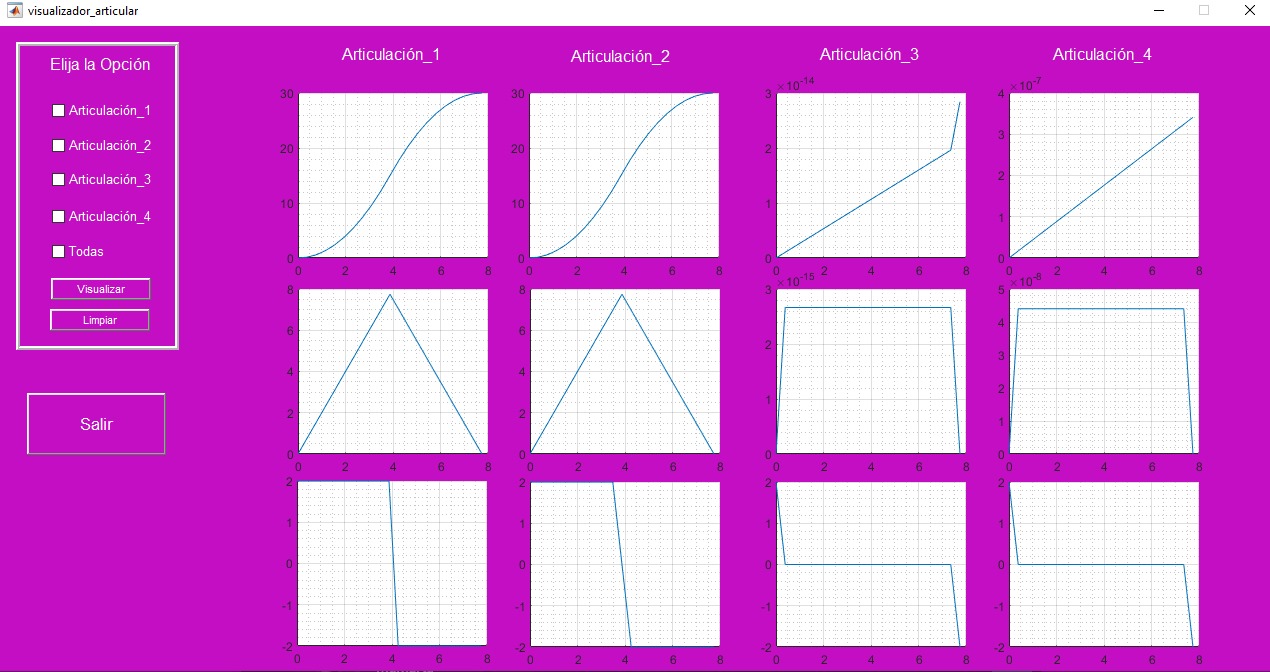 visualizador_articular
Elija la Opción
Articulación_1
Articulación_2
Articulación_3
Articulación_4
Todas
Visualizar
Limpiar
Salir
Articulación_1 Articulación_2 Articulación_3 Articulación_4
30
20
10
0
0 2 4 6 8
30
20
10
0
0 2 4 6 8
×10^-14
3
2
1
0
0 2 4 6 8
×10^-7
4
3
2
1
0
0 2 4 6 8
8
6
4
2
0
0 2 4 6 8
8
6
4
2
0
0 2 4 6 8
×10^-15
3
2
1
0
0 2 4 6 8
×10^-8
5
4
3
2
1
0
0 2 4 6 8
2
1
0
-1
-2
0 2 4 6 8
2
1
0
-1
-2
0 2 4 6 8
2
1
0
-1
-2
0 2 4 6 8
2
1
0
-1
-2
0 2 4 6 8